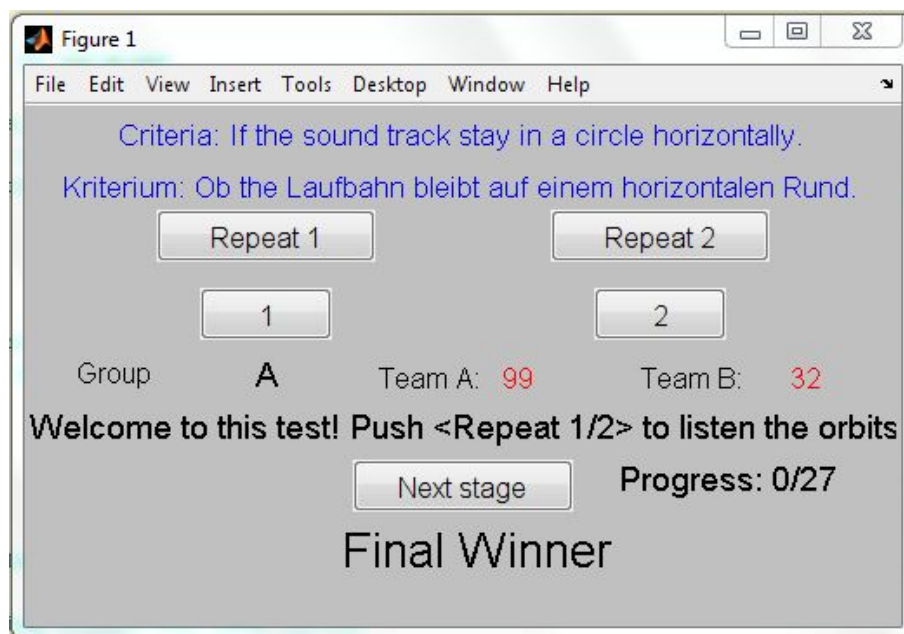 Figure 1
File Edit View Insert Tools Desktop Window Help
Criteria: If the sound track stay in a circle horizontally.
Kriterium: Ob the Laufbahn bleibt auf einem horizontalen Rund.
Repeat 1 Repeat 2
1 2
Group A Team A: 99 Team B: 32
Welcome to this test! Push <Repeat 1/2> to listen the orbits
Next stage Progress: 0/27
Final Winner